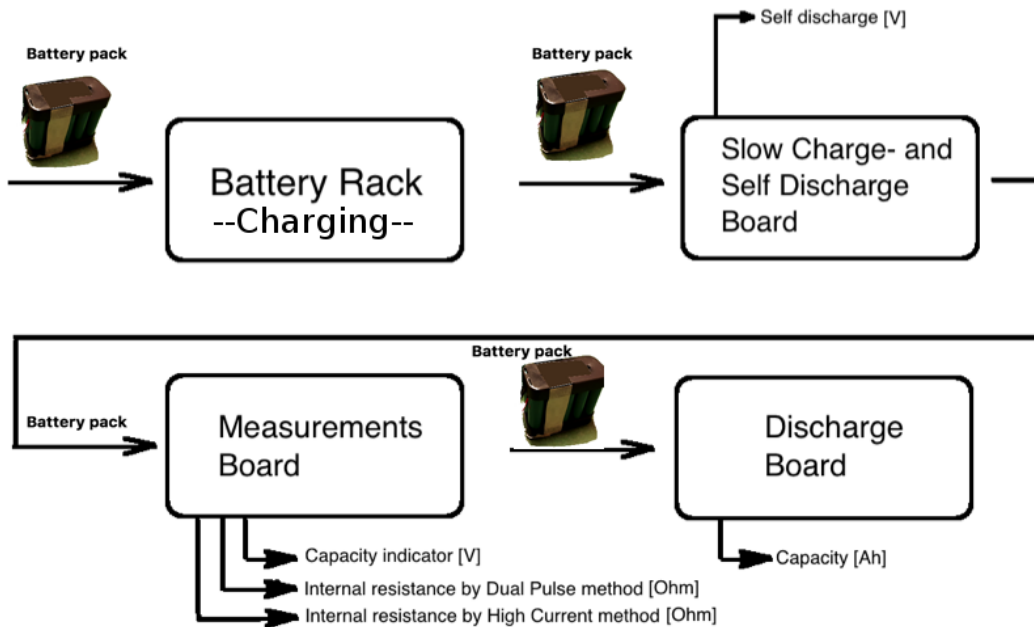 Self discharge [V]
Battery pack
Battery pack
Battery Rack
--Charging--
Slow Charge- and
Self Discharge
Board
Battery pack
Battery pack
Measurements
Board
Discharge
Board
Capacity indicator [V]
Internal resistance by Dual Pulse method [Ohm]
Internal resistance by High Current method [Ohm]
Capacity [Ah]